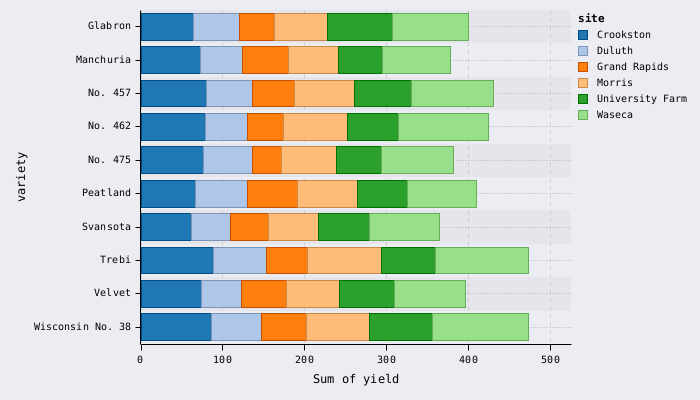 site
Crookston
Duluth
Grand Rapids
Morris
University Farm
Waseca
variety
Glabron
Manchuria
No. 457
No. 462
No. 475
Peatland
Svansota
Trebi
Velvet
Wisconsin No. 38
0 100 200 300 400 500
Sum of yield